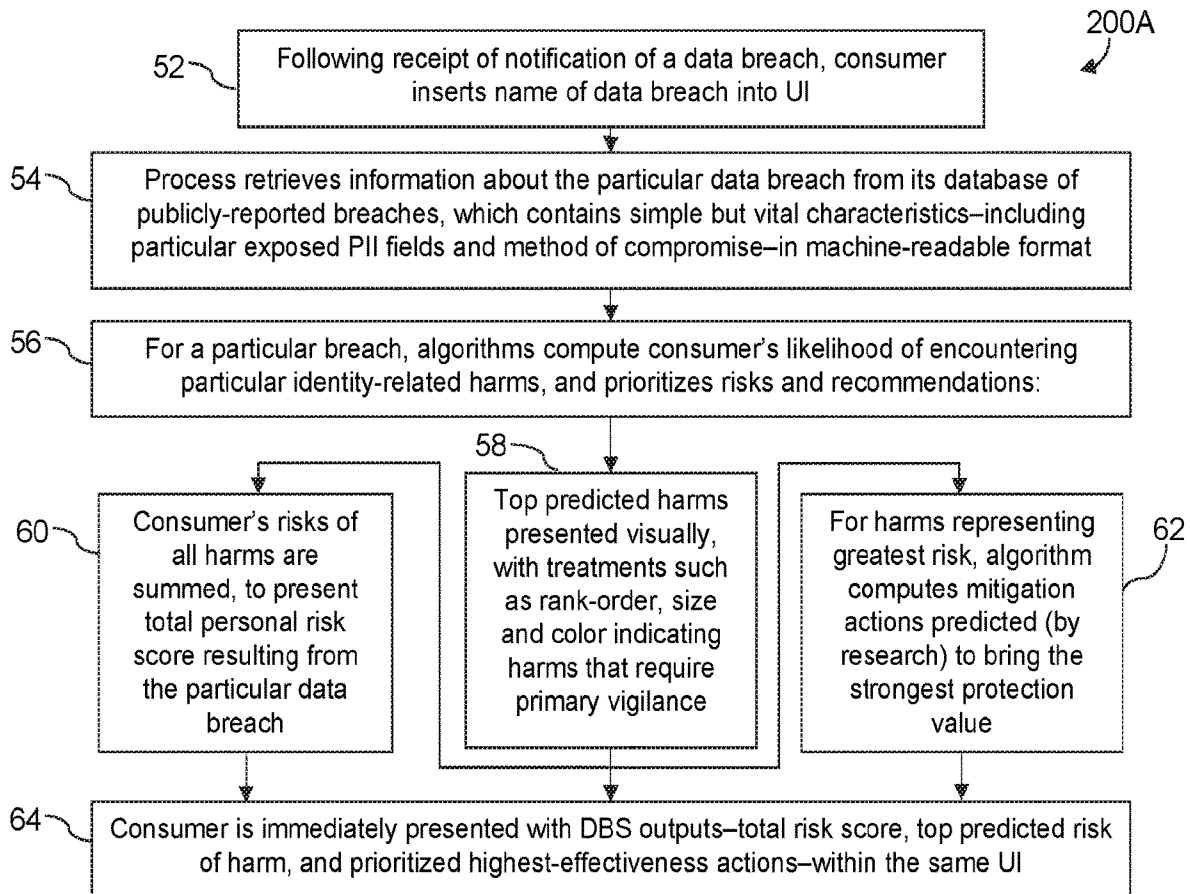 200A
52
Following receipt of notification of a data breach, consumer
inserts name of data breach into UI
54
Process retrieves information about the particular data breach from its database of
publicly-reported breaches, which contains simple but vital characteristics–including
particular exposed PII fields and method of compromise–in machine-readable format
56
For a particular breach, algorithms compute consumer's likelihood of encountering
particular identity-related harms, and prioritizes risks and recommendations:
60
Consumer's risks of
all harms are
summed, to present
total personal risk
score resulting from
the particular data
breach
58
Top predicted harms
presented visually,
with treatments such
as rank-order, size
and color indicating
harms that require
primary vigilance
62
For harms representing
greatest risk, algorithm
computes mitigation
actions predicted (by
research) to bring the
strongest protection
value
64
Consumer is immediately presented with DBS outputs–total risk score, top predicted risk
of harm, and prioritized highest-effectiveness actions–within the same UI